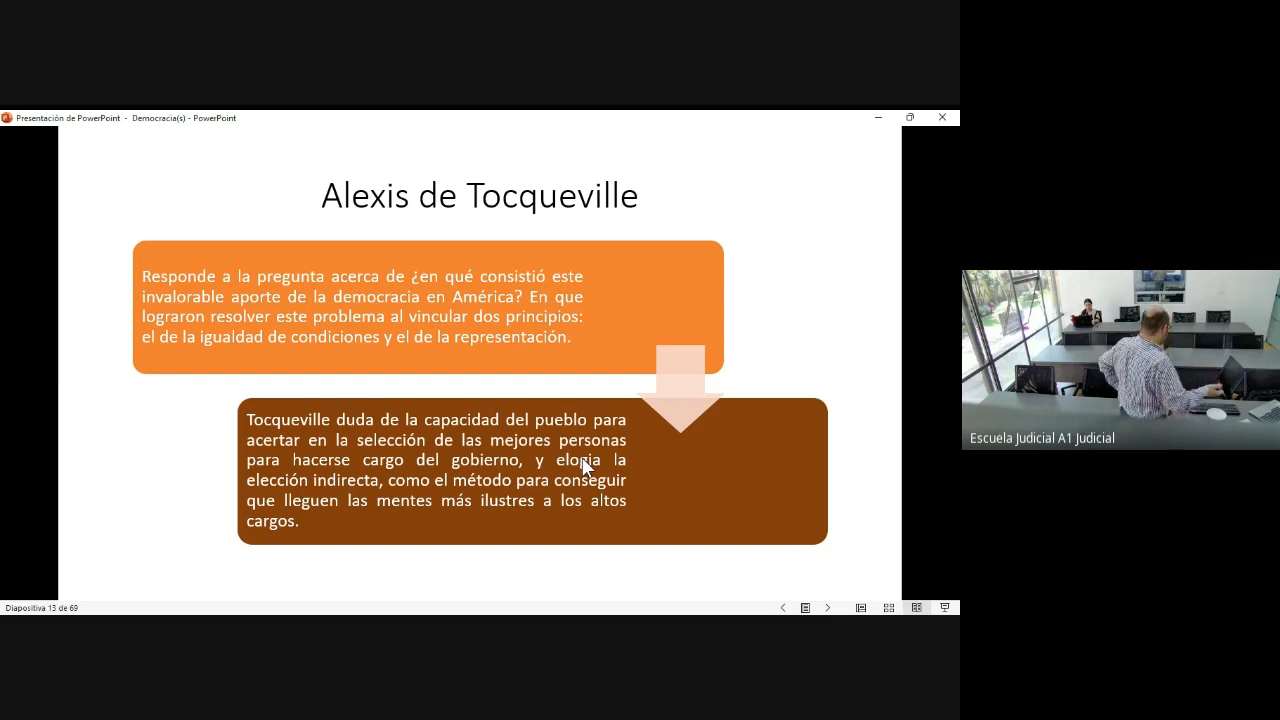 Presentación de PowerPoint - Democracia(s) - PowerPoint
Alexis de Tocqueville
Responde a la pregunta acerca de ¿en qué consistió este
invalorable aporte de la democracia en América? En que
lograron resolver este problema al vincular dos principios:
el de la igualdad de condiciones y el de la representación.
Tocqueville duda de la capacidad del pueblo para
acertar en la selección de las mejores personas
para hacerse cargo del gobierno, y elogia la
elección indirecta, como el método para conseguir
que lleguen las mentes más ilustres a los altos
cargos.
Escuela Judicial A1 Judicial
Diapositiva 13 de 69